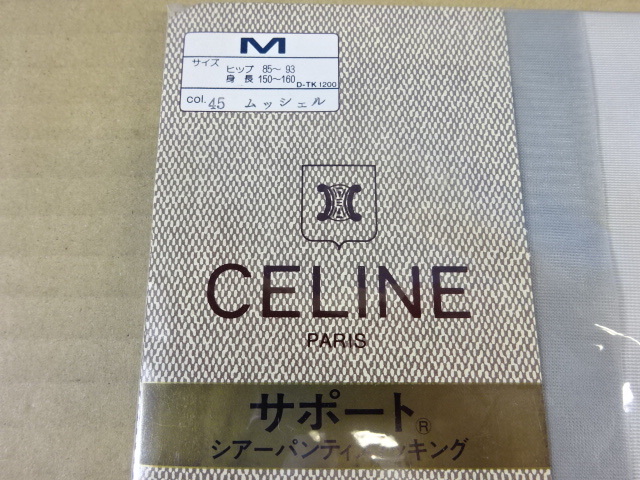 M
サイズ
ヒップ 85～93
身長 150～160
D-TK 1200
col. 45 ムッシェル
CELINE
PARIS
サポート®
シアーパンティストッキング